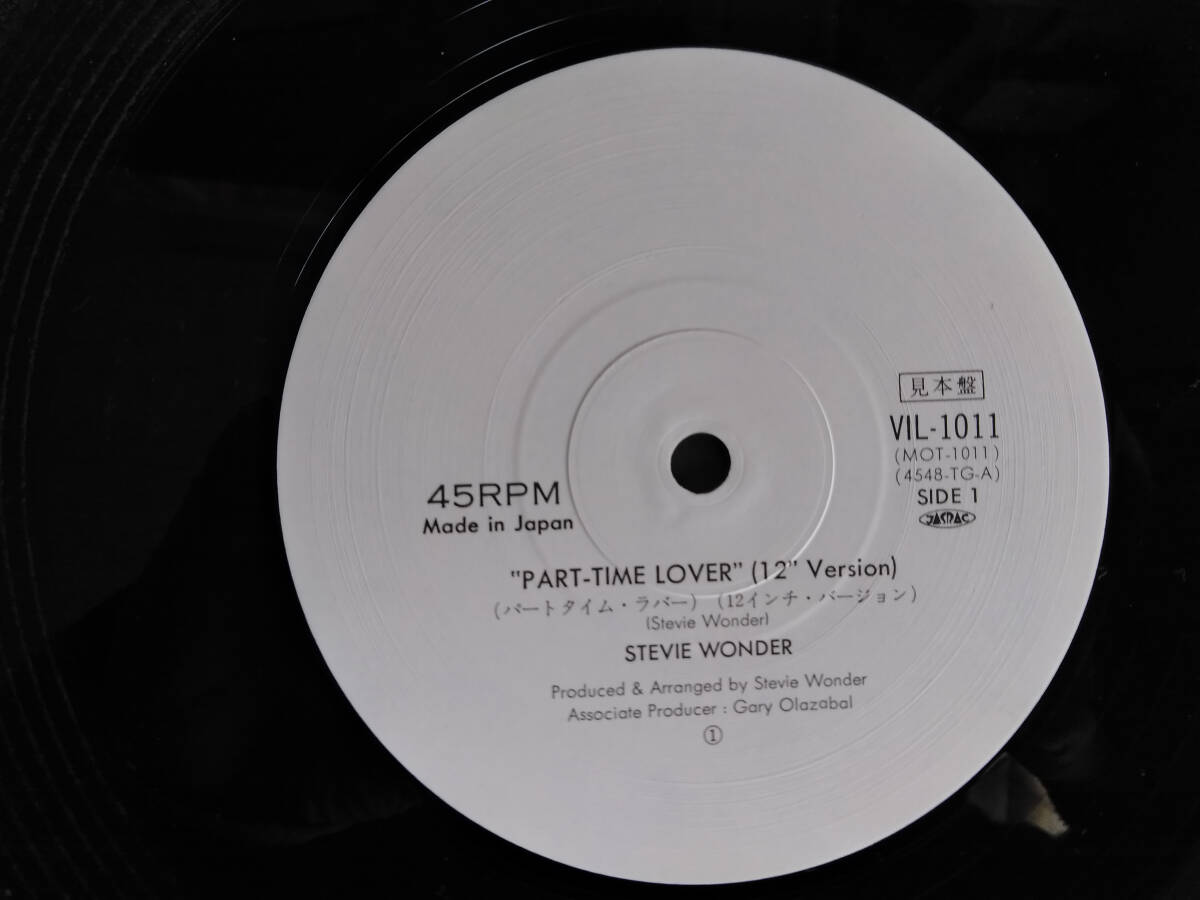 見本盤
VIL-1011
(MOT-1011)
(4548-TG-A)
SIDE 1
JASRAC
45RPM
Made in Japan
"PART-TIME LOVER" (12" Version)
(パートタイム・ラバー) (12インチ・バージョン)
(Stevie Wonder)
STEVIE WONDER
Produced & Arranged by Stevie Wonder
Associate Producer : Gary Olazabal
①